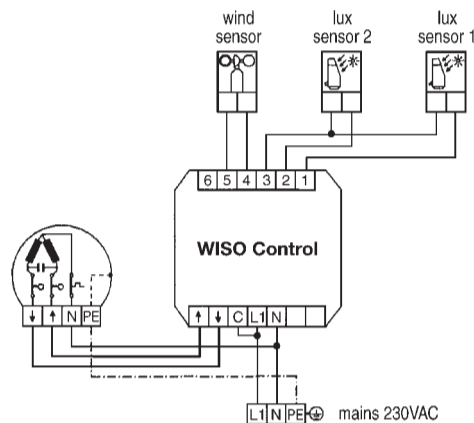 wind sensor
lux sensor 2
lux sensor 1
6 5 4 3 2 1
WISO Control
↓ ↑ N PE
↑ ↓ C L1 N
L1 N PE mains 230VAC